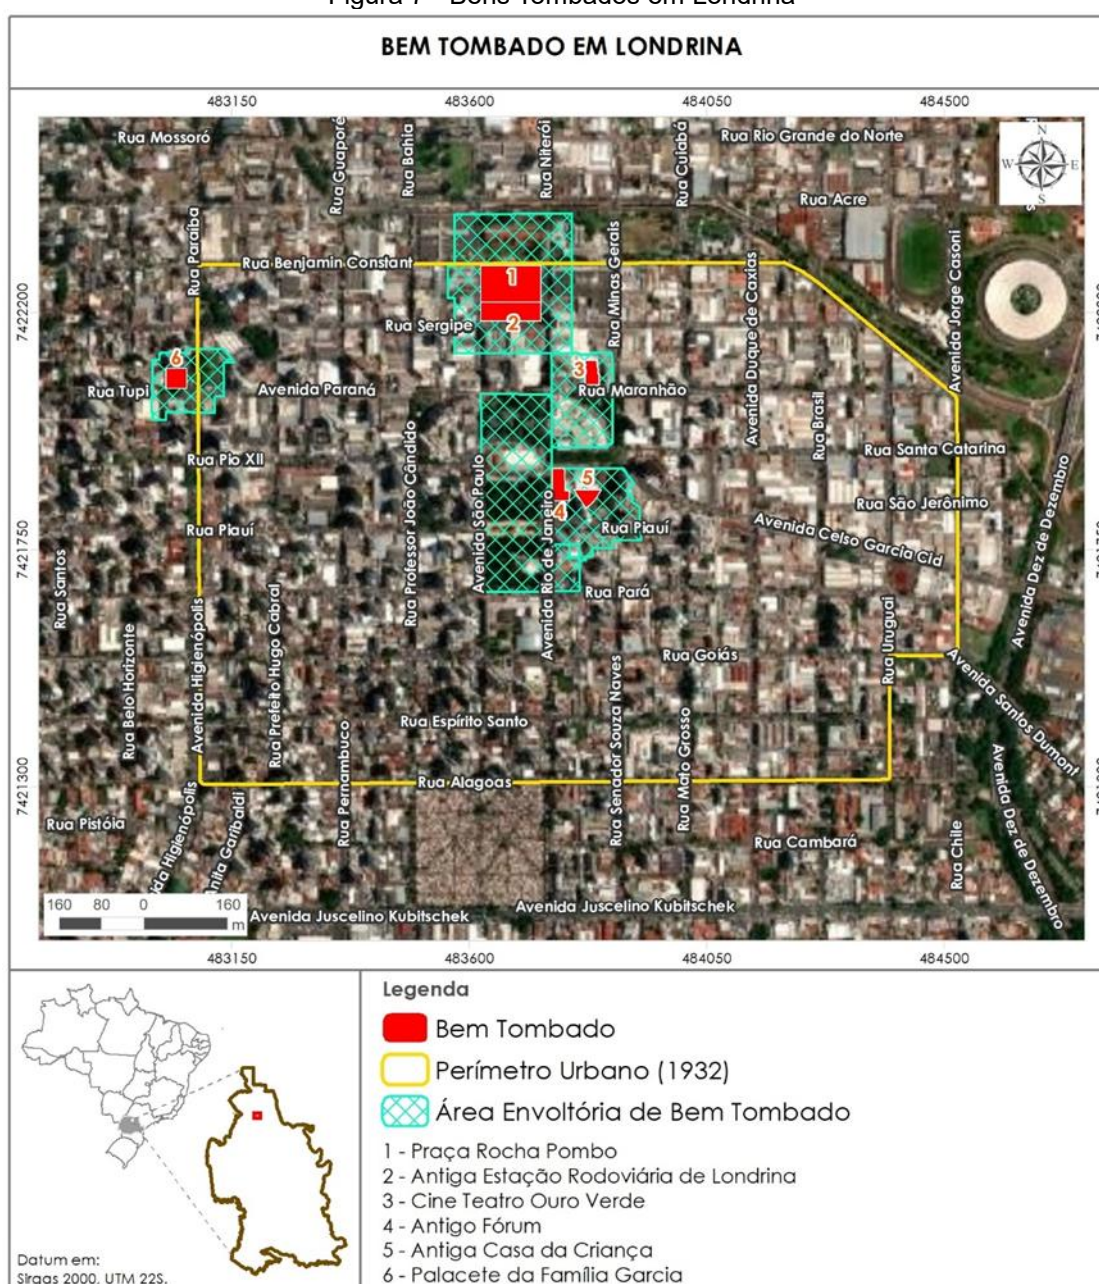 Figura 7 - Bens Tombados em Londrina
BEM TOMBADO EM LONDRINA
483150 483600 484050 484500
Rua Mossoró
Rua Guaporé
Rua Bahia
Rua Niterói
Rua Cuiabá
Rua Rio Grande do Norte
N
W E
S
Rua Acre
Rua Paraíba
Rua Benjamin Constant
Rua Minas Gerais
Avenida Duque de Caxias
Avenida Jorge Casoni
7422200
1
2
Rua Sergipe
6
3
Rua Tupi
Avenida Paraná
Rua Maranhão
Rua Brasil
Rua Professor João Cândido
Rua Pio XII
Avenida São Paulo
Rua Santa Catarina
5
4
Rua São Jerônimo
Avenida Rio de Janeiro
Rua Piauí
Rua Piauí
Avenida Celso Garcia Cid
Avenida Dez de Dezembro
7421750
Rua Santos
Rua Pará
Rua Belo Horizonte
Avenida Higienópolis
Rua Prefeito Hugo Cabral
Rua Goiás
Rua Uruguai
Avenida Santos Dumont
Rua Espírito Santo
Rua Senador Souza Naves
Rua Mato Grosso
Rua Pernambuco
Rua Alagoas
7421300
Avenida Dez de Dezembro
Rua Pistóia
nida Higienópolis
Anita Garibaldi
Rua Cambará
Rua Chile
160 80 0 160
m
Avenida Juscelino Kubitschek
Avenida Juscelino Kubitschek
483150 483600 484050 484500
Legenda
Bem Tombado
Perímetro Urbano (1932)
Área Envoltória de Bem Tombado
1 - Praça Rocha Pombo
2 - Antiga Estação Rodoviária de Londrina
3 - Cine Teatro Ouro Verde
4 - Antigo Fórum
5 - Antiga Casa da Criança
6 - Palacete da Família Garcia
Datum em:
Sirgas 2000, UTM 22S.